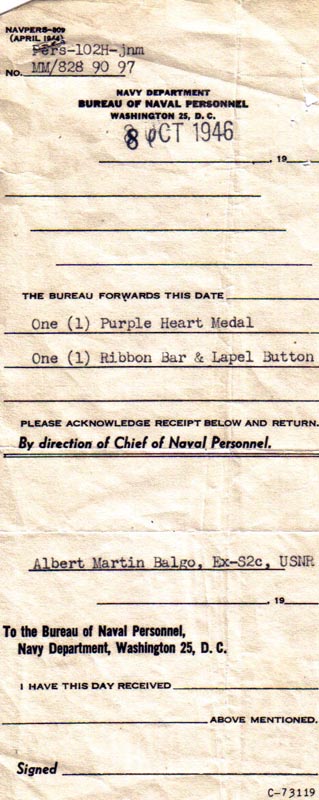 NAVPERS-809
(APRIL 1944)
Pers-102H-jnm
No. MM/828 90 97
NAVY DEPARTMENT
BUREAU OF NAVAL PERSONNEL
WASHINGTON 25, D. C.
8 OCT 1946
, 19
THE BUREAU FORWARDS THIS DATE
One (1) Purple Heart Medal
One (1) Ribbon Bar & Lapel Button
PLEASE ACKNOWLEDGE RECEIPT BELOW AND RETURN.
By direction of Chief of Naval Personnel.
Albert Martin Balgo, Ex-S2c, USNR
, 19
To the Bureau of Naval Personnel,
Navy Department, Washington 25, D. C.
I HAVE THIS DAY RECEIVED
ABOVE MENTIONED.
Signed
C-73119